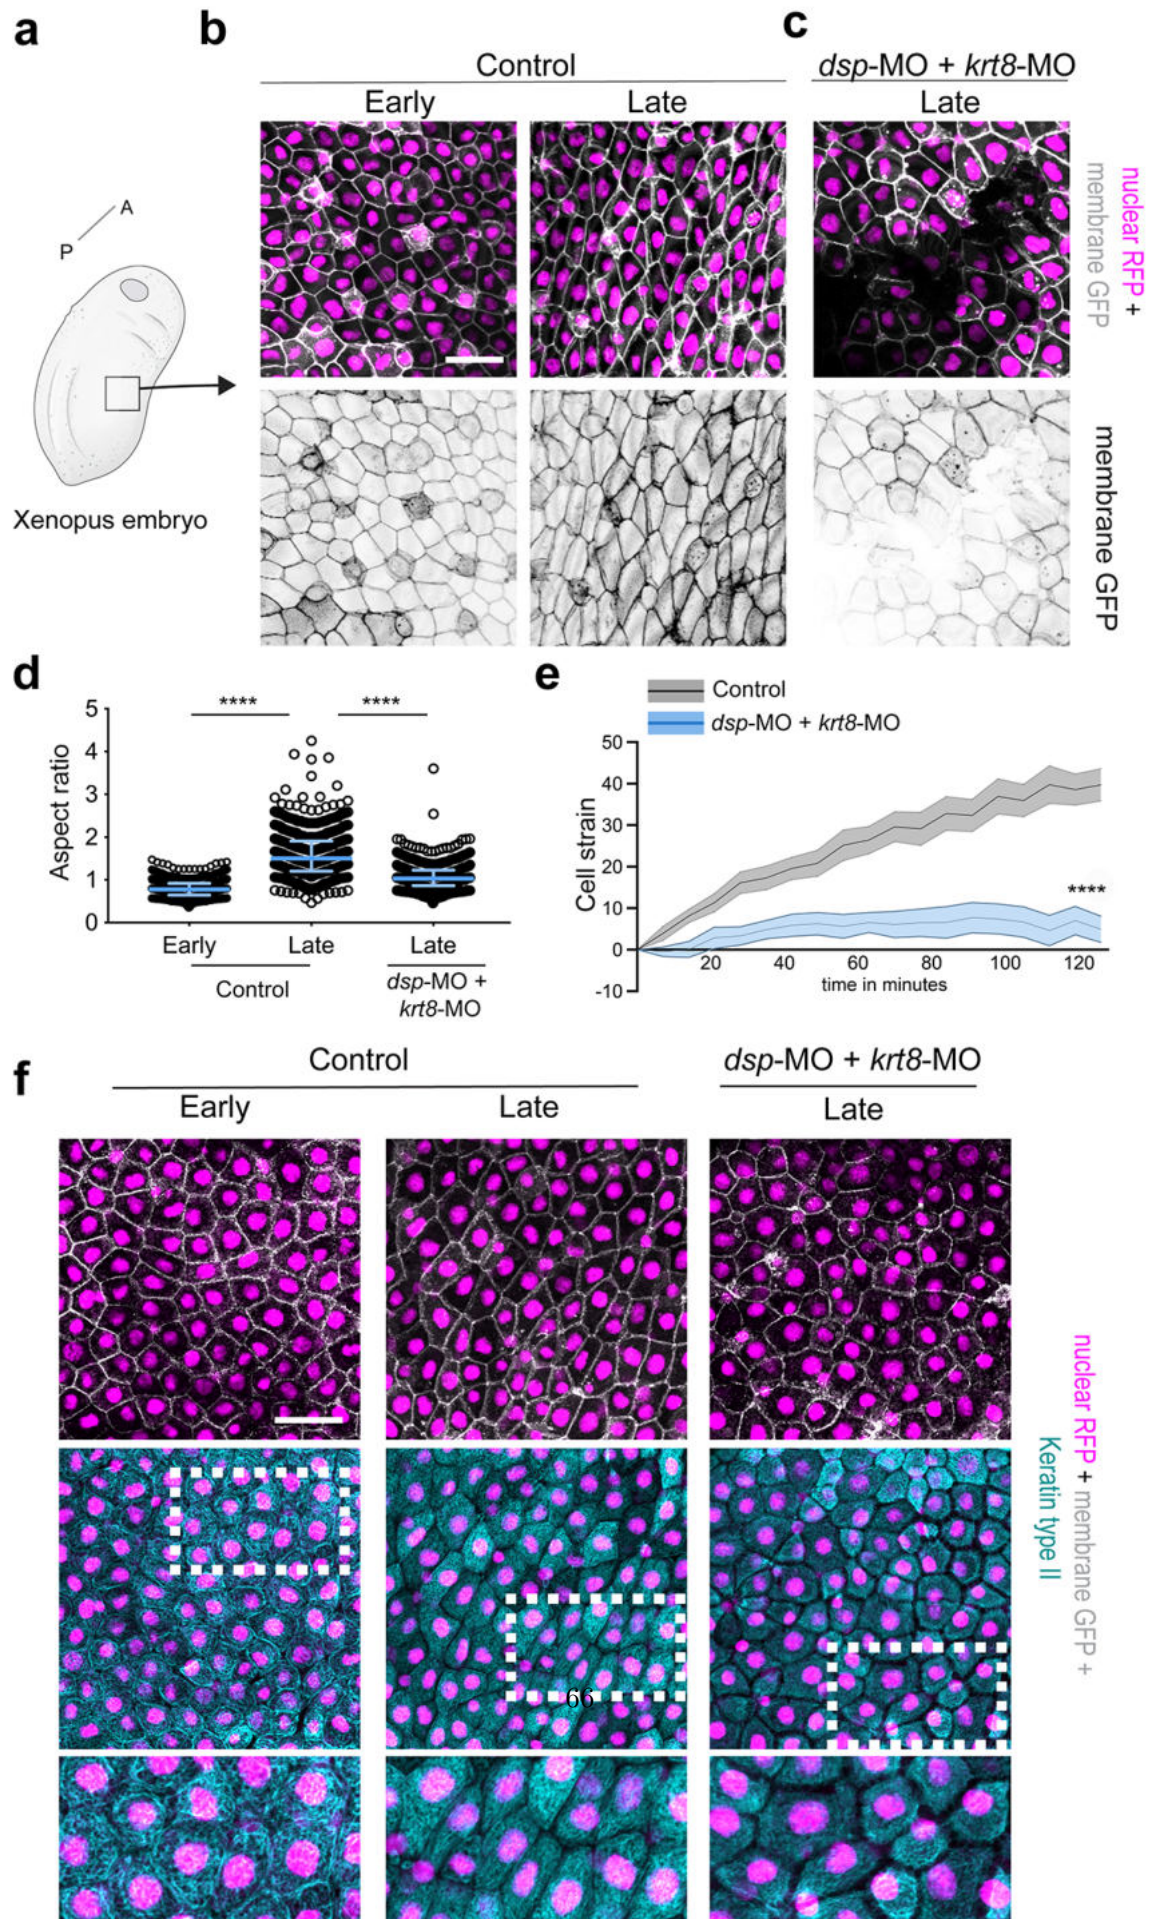 a
A
P
Xenopus embryo
b
Control
Early
Late
c
dsp-MO + krt8-MO
Late
nuclear RFP +
membrane GFP
membrane GFP
d
**** ****
Aspect ratio
5
4
3
2
1
0
Early
Late
Late
Control
dsp-MO +
krt8-MO
e
Control
dsp-MO + krt8-MO
Cell strain
50
40
30
20
10
0
-10
****
20 40 60 80 100 120
time in minutes
f
Control
Early
Late
dsp-MO + krt8-MO
Late
nuclear RFP + membrane GFP +
Keratin type II
66